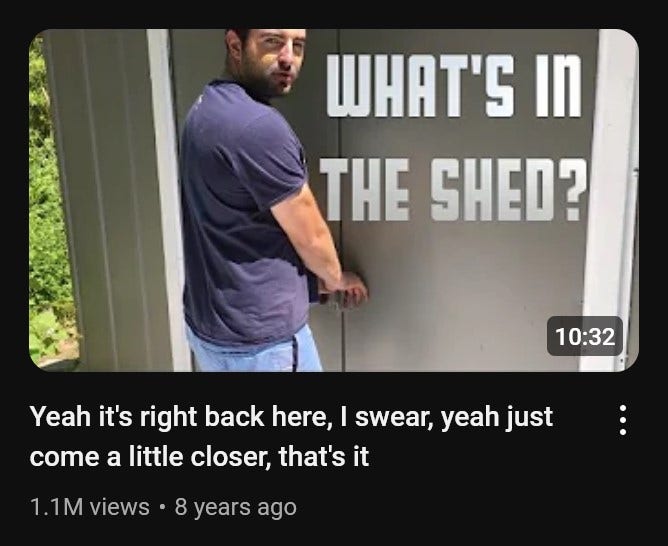 WHAT'S IN
THE SHED?
10:32
Yeah it's right back here, I swear, yeah just
come a little closer, that's it
1.1M views • 8 years ago